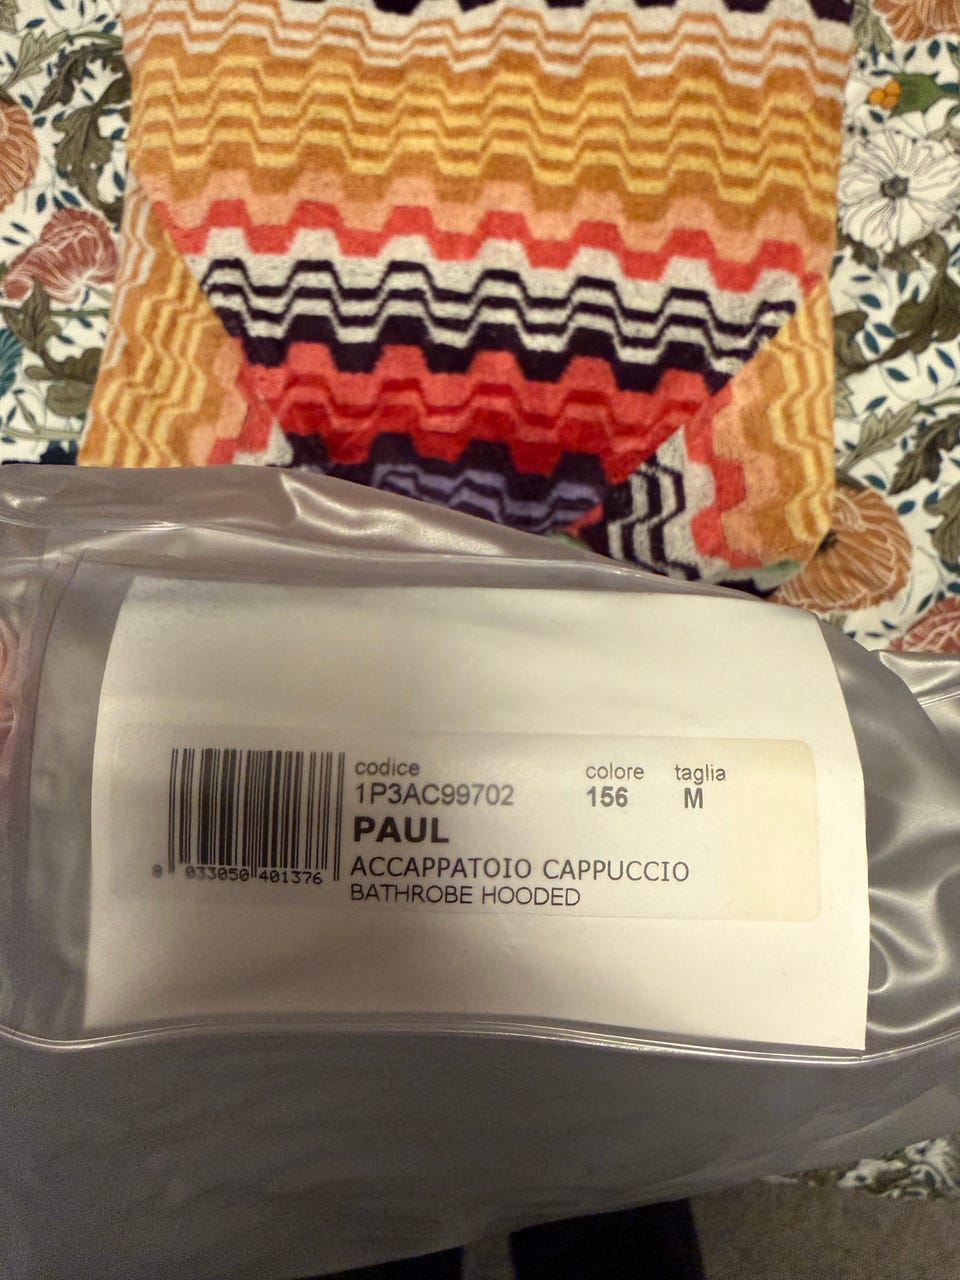 codice
1P3AC99702
colore
156
taglia
M
PAUL
ACCAPPATOIO CAPPUCCIO
BATHROBE HOODED
8 033050 401376